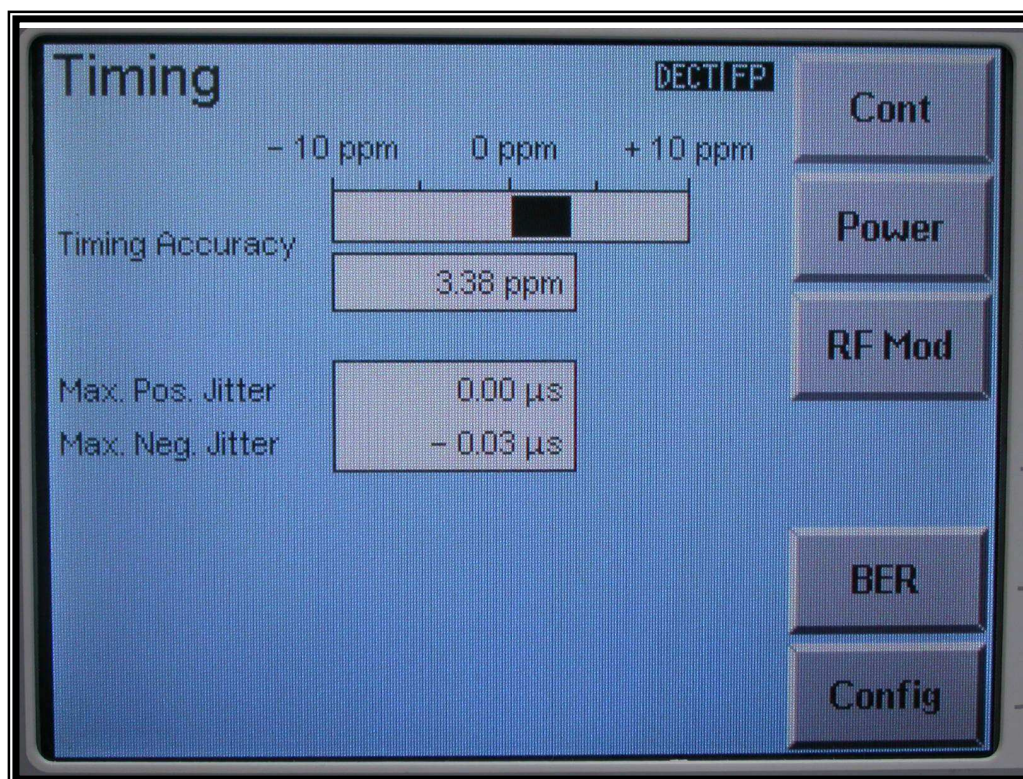 Timing
DECT FP
Cont
– 10 ppm 0 ppm + 10 ppm
Power
Timing Accuracy
3.38 ppm
RF Mod
Max. Pos. Jitter 0.00 µs
Max. Neg. Jitter – 0.03 µs
BER
Config